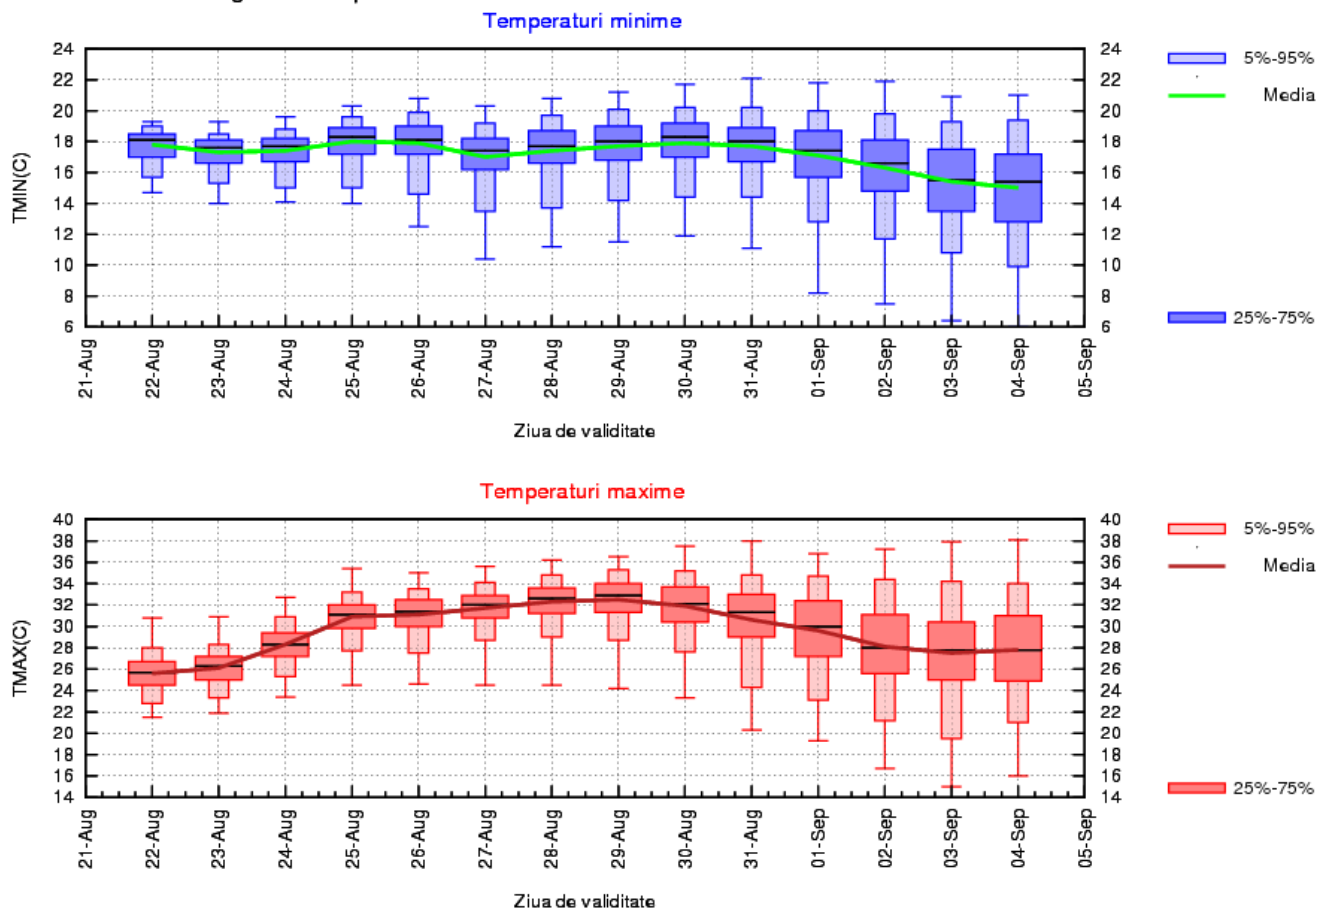 Temperaturi minime
24
22
20
18
16
14
12
10
8
6
TMIN(C)
24
22
20
18
16
14
12
10
8
6
21-Aug
22-Aug
23-Aug
24-Aug
25-Aug
26-Aug
27-Aug
28-Aug
29-Aug
30-Aug
31-Aug
01-Sep
02-Sep
03-Sep
04-Sep
05-Sep
Ziua de validitate
5%-95%
Media
25%-75%
Temperaturi maxime
40
38
36
34
32
30
28
26
24
22
20
18
16
14
TMAX(C)
40
38
36
34
32
30
28
26
24
22
20
18
16
14
21-Aug
22-Aug
23-Aug
24-Aug
25-Aug
26-Aug
27-Aug
28-Aug
29-Aug
30-Aug
31-Aug
01-Sep
02-Sep
03-Sep
04-Sep
05-Sep
Ziua de validitate
5%-95%
Media
25%-75%